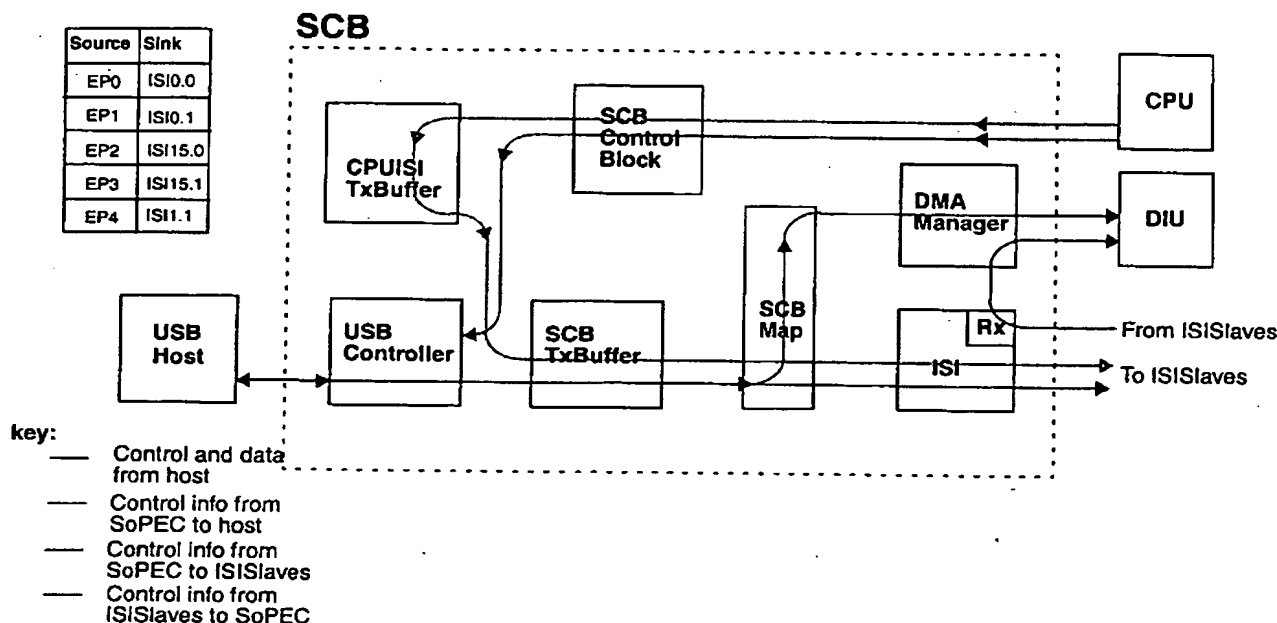 SCB
Source Sink
EP0 ISI0.0
EP1 ISI0.1
EP2 ISI15.0
EP3 ISI15.1
EP4 ISI1.1
CPU
SCB
Control
Block
CPUISI
TxBuffer
DMA
Manager
DIU
USB
Host
USB
Controller
SCB
TxBuffer
SCB
Map
Rx
ISI
From ISISlaves
To ISISlaves
key:
Control and data
from host
Control info from
SoPEC to host
Control info from
SoPEC to ISISlaves
Control info from
ISISlaves to SoPEC